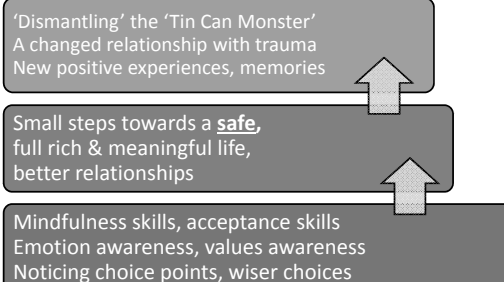 ‘Dismantling’ the ‘Tin Can Monster’
A changed relationship with trauma
New positive experiences, memories
Small steps towards a safe,
full rich & meaningful life,
better relationships
Mindfulness skills, acceptance skills
Emotion awareness, values awareness
Noticing choice points, wiser choices